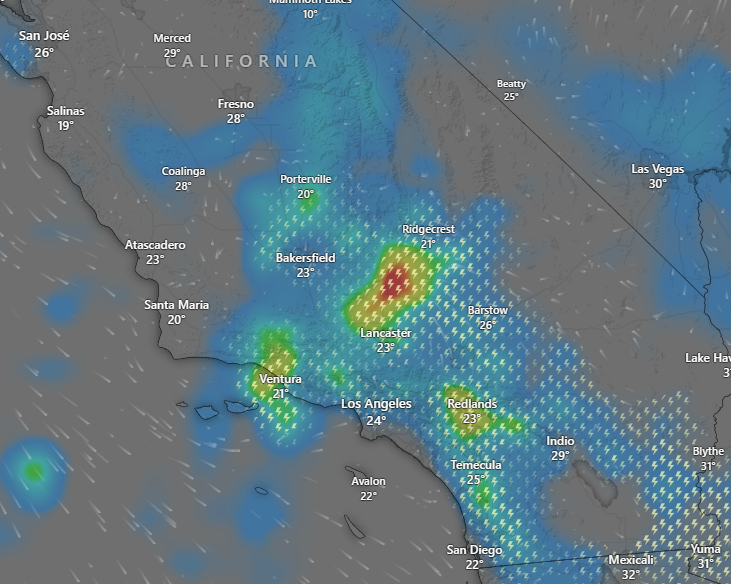 Mammoth Lakes
10°
San José
26°
Merced
29°
CALIFORNIA
Beatty
25°
Fresno
28°
Salinas
19°
Las Vegas
30°
Coalinga
28°
Porterville
20°
Ridgecrest
21°
Atascadero
23°
Bakersfield
23°
Santa Maria
20°
Barstow
26°
Lancaster
23°
Lake Hav
3
Ventura
21°
Los Angeles
24°
Redlands
23°
Indio
29°
Temecula
25°
Blythe
31°
Avalon
22°
San Diego
22°
Mexicali
32°
Yuma
31°